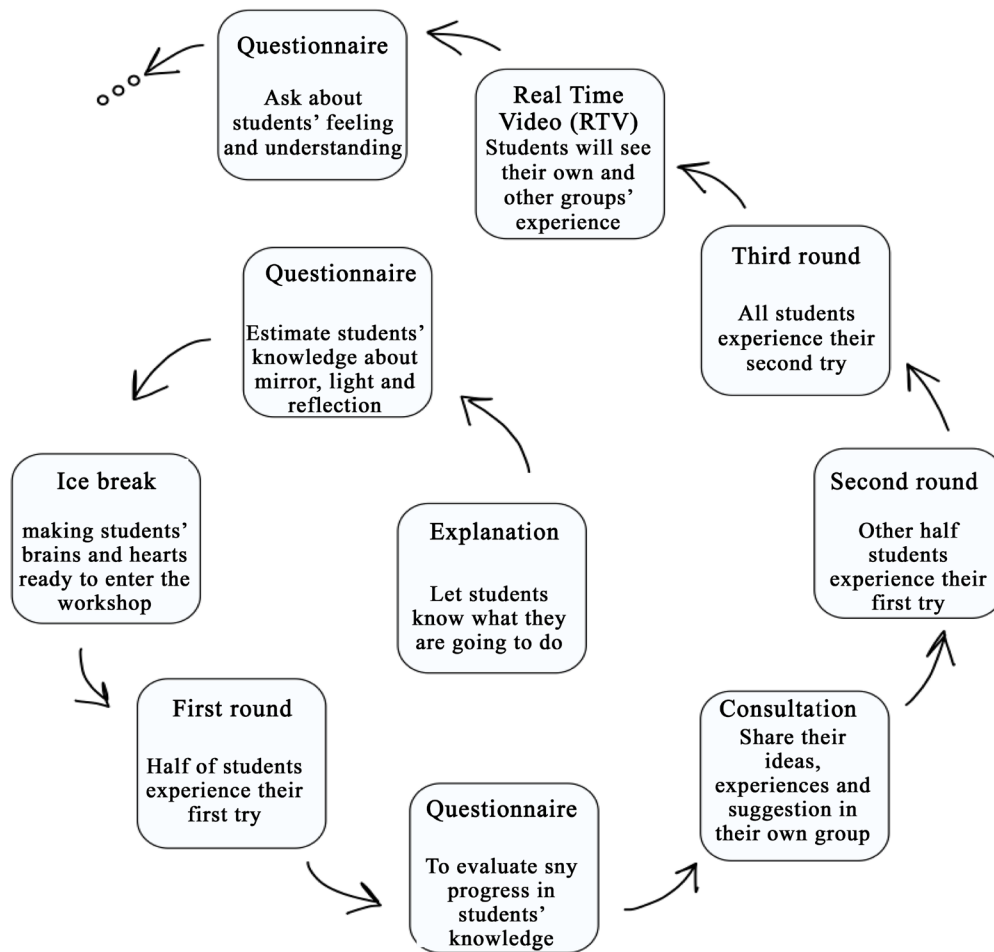 Explanation
Let students
know what they
are going to do
Questionnaire
Estimate students’
knowledge about
mirror, light and
reflection
Ice break
making students’
brains and hearts
ready to enter the
workshop
First round
Half of students
experience their
first try
Questionnaire
To evaluate sny
progress in
students’
knowledge
Consultation
Share their
ideas,
experiences and
suggestion in
their own group
Second round
Other half
students
experience their
first try
Third round
All students
experience their
second try
Real Time
Video (RTV)
Students will see
their own and
other groups’
experience
Questionnaire
Ask about
students’ feeling
and understanding